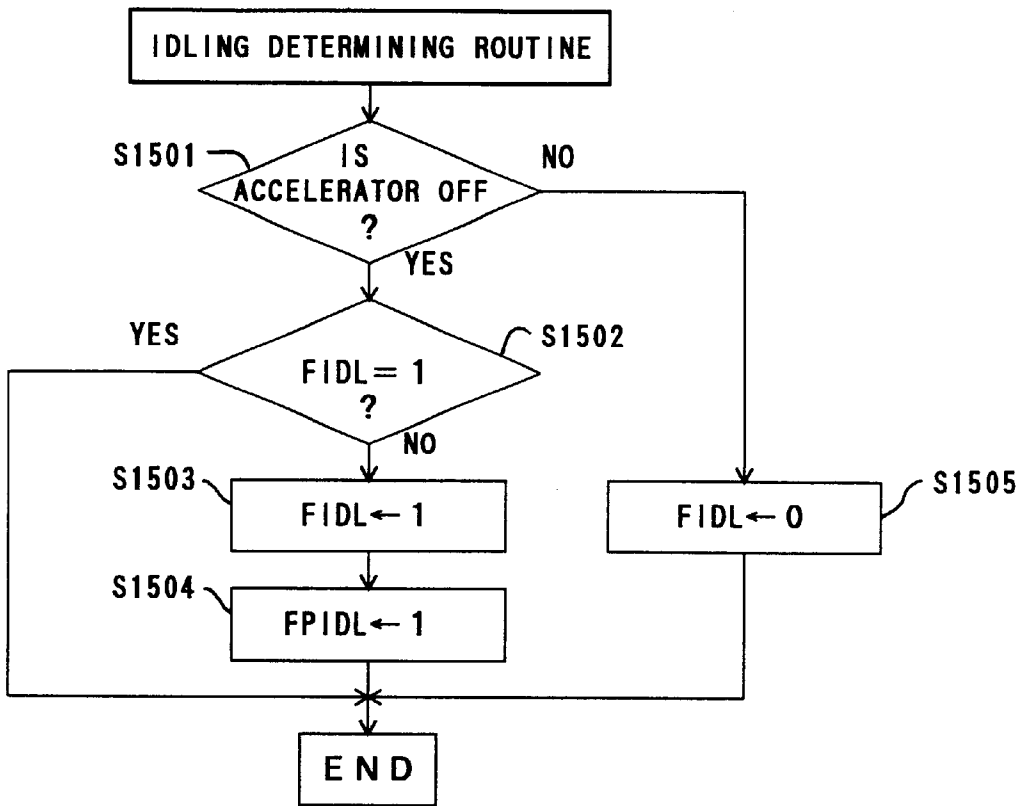 IDLING DETERMINING ROUTINE
S1501
IS
ACCELERATOR OFF
?
NO
YES
YES
S1502
FIDL=1
?
NO
S1503
FIDL←1
S1505
FIDL←0
S1504
FPIDL←1
END